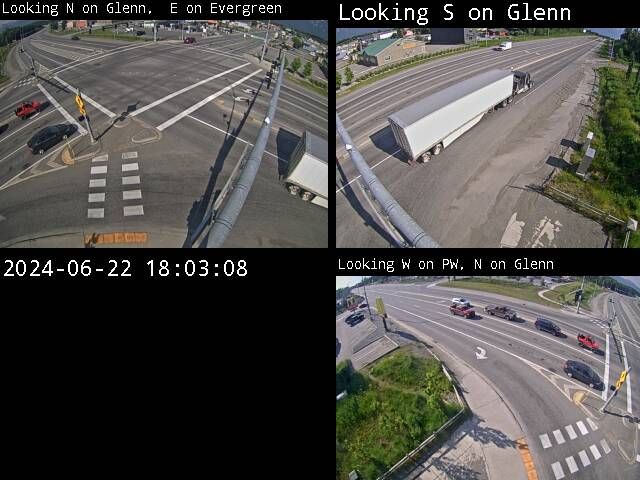 Looking N on Glenn, E on Evergreen
Looking S on Glenn
2024-06-22 18:03:08
Looking W on PW, N on Glenn